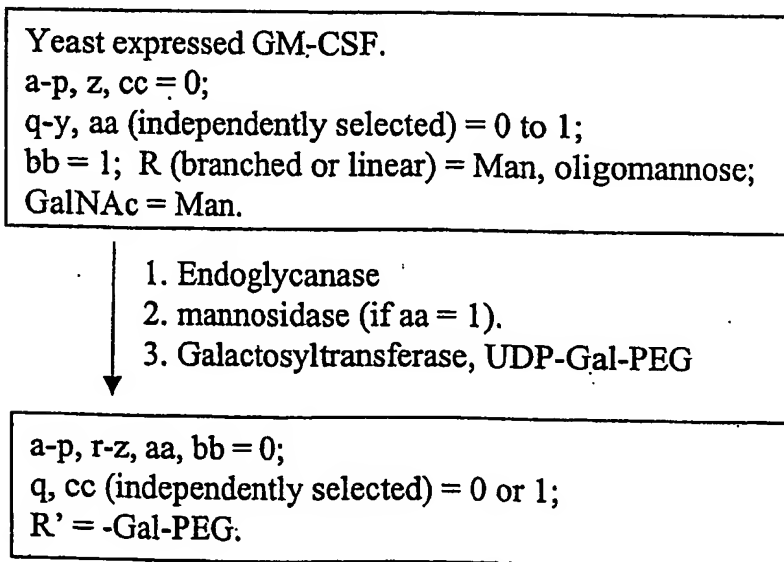 Yeast expressed GM-CSF.
a-p, z, cc = 0;
q-y, aa (independently selected) = 0 to 1;
bb = 1; R (branched or linear) = Man, oligomannose;
GalNAc = Man.
1. Endoglycanase
2. mannosidase (if aa = 1).
3. Galactosyltransferase, UDP-Gal-PEG
a-p, r-z, aa, bb = 0;
q, cc (independently selected) = 0 or 1;
R' = -Gal-PEG.